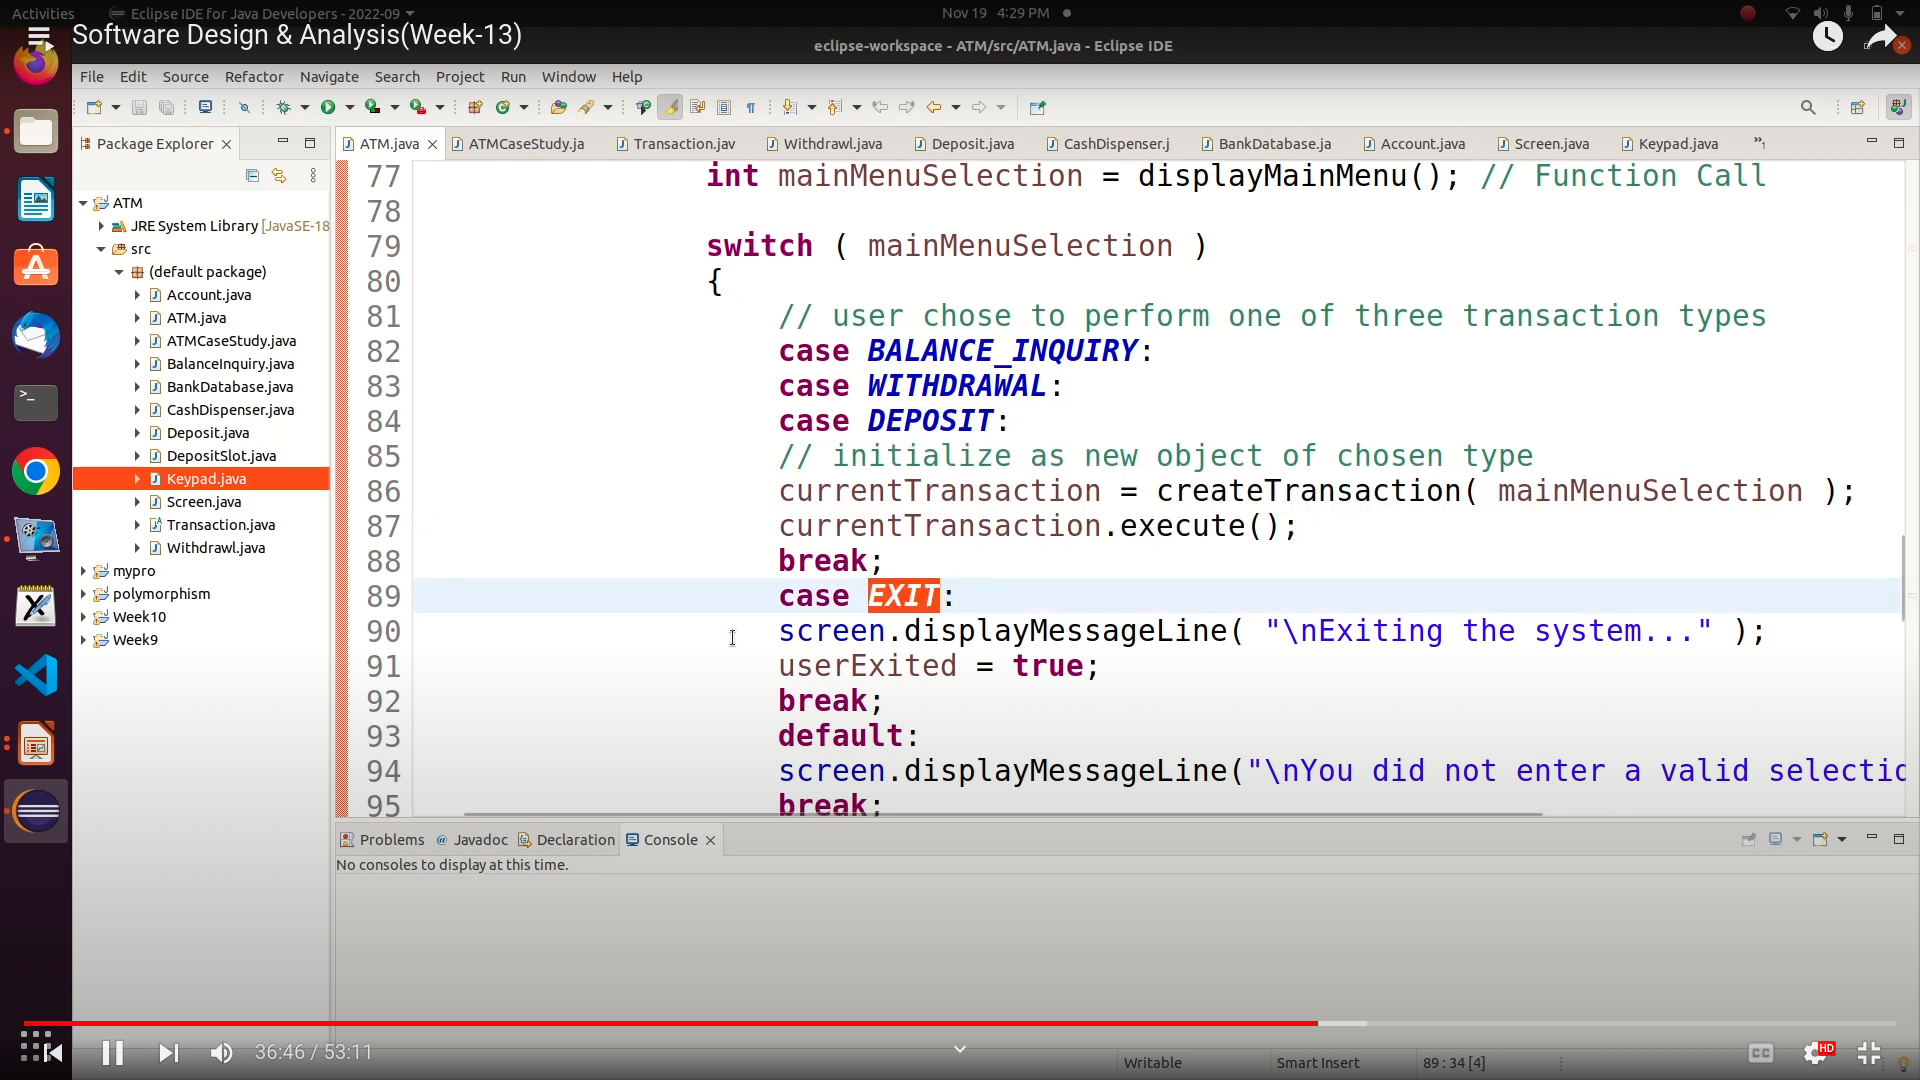 Activities
Eclipse IDE for Java Developers - 2022-09
Nov 19 4:29 PM
Software Design & Analysis(Week-13)
eclipse-workspace - ATM/src/ATM.java - Eclipse IDE
File Edit Source Refactor Navigate Search Project Run Window Help
Package Explorer
ATM.java ATMCaseStudy.ja Transaction.jav Withdrawl.java Deposit.java CashDispenser.j BankDatabase.ja Account.java Screen.java Keypad.java »1
ATM
JRE System Library [JavaSE-18
src
(default package)
Account.java
ATM.java
ATMCaseStudy.java
BalanceInquiry.java
BankDatabase.java
CashDispenser.java
Deposit.java
DepositSlot.java
Keypad.java
Screen.java
Transaction.java
Withdrawl.java
mypro
polymorphism
Week10
Week9
77 int mainMenuSelection = displayMainMenu(); // Function Call
78
79 switch ( mainMenuSelection )
80 {
81 // user chose to perform one of three transaction types
82 case BALANCE_INQUIRY:
83 case WITHDRAWAL:
84 case DEPOSIT:
85 // initialize as new object of chosen type
86 currentTransaction = createTransaction( mainMenuSelection );
87 currentTransaction.execute();
88 break;
89 case EXIT:
90 screen.displayMessageLine( "\nExiting the system..." );
91 userExited = true;
92 break;
93 default:
94 screen.displayMessageLine("\nYou did not enter a valid selectio
95 break;
Problems @ Javadoc Declaration Console
No consoles to display at this time.
36:46 / 53:11
CC HD
Writable Smart Insert 89 : 34 [4]